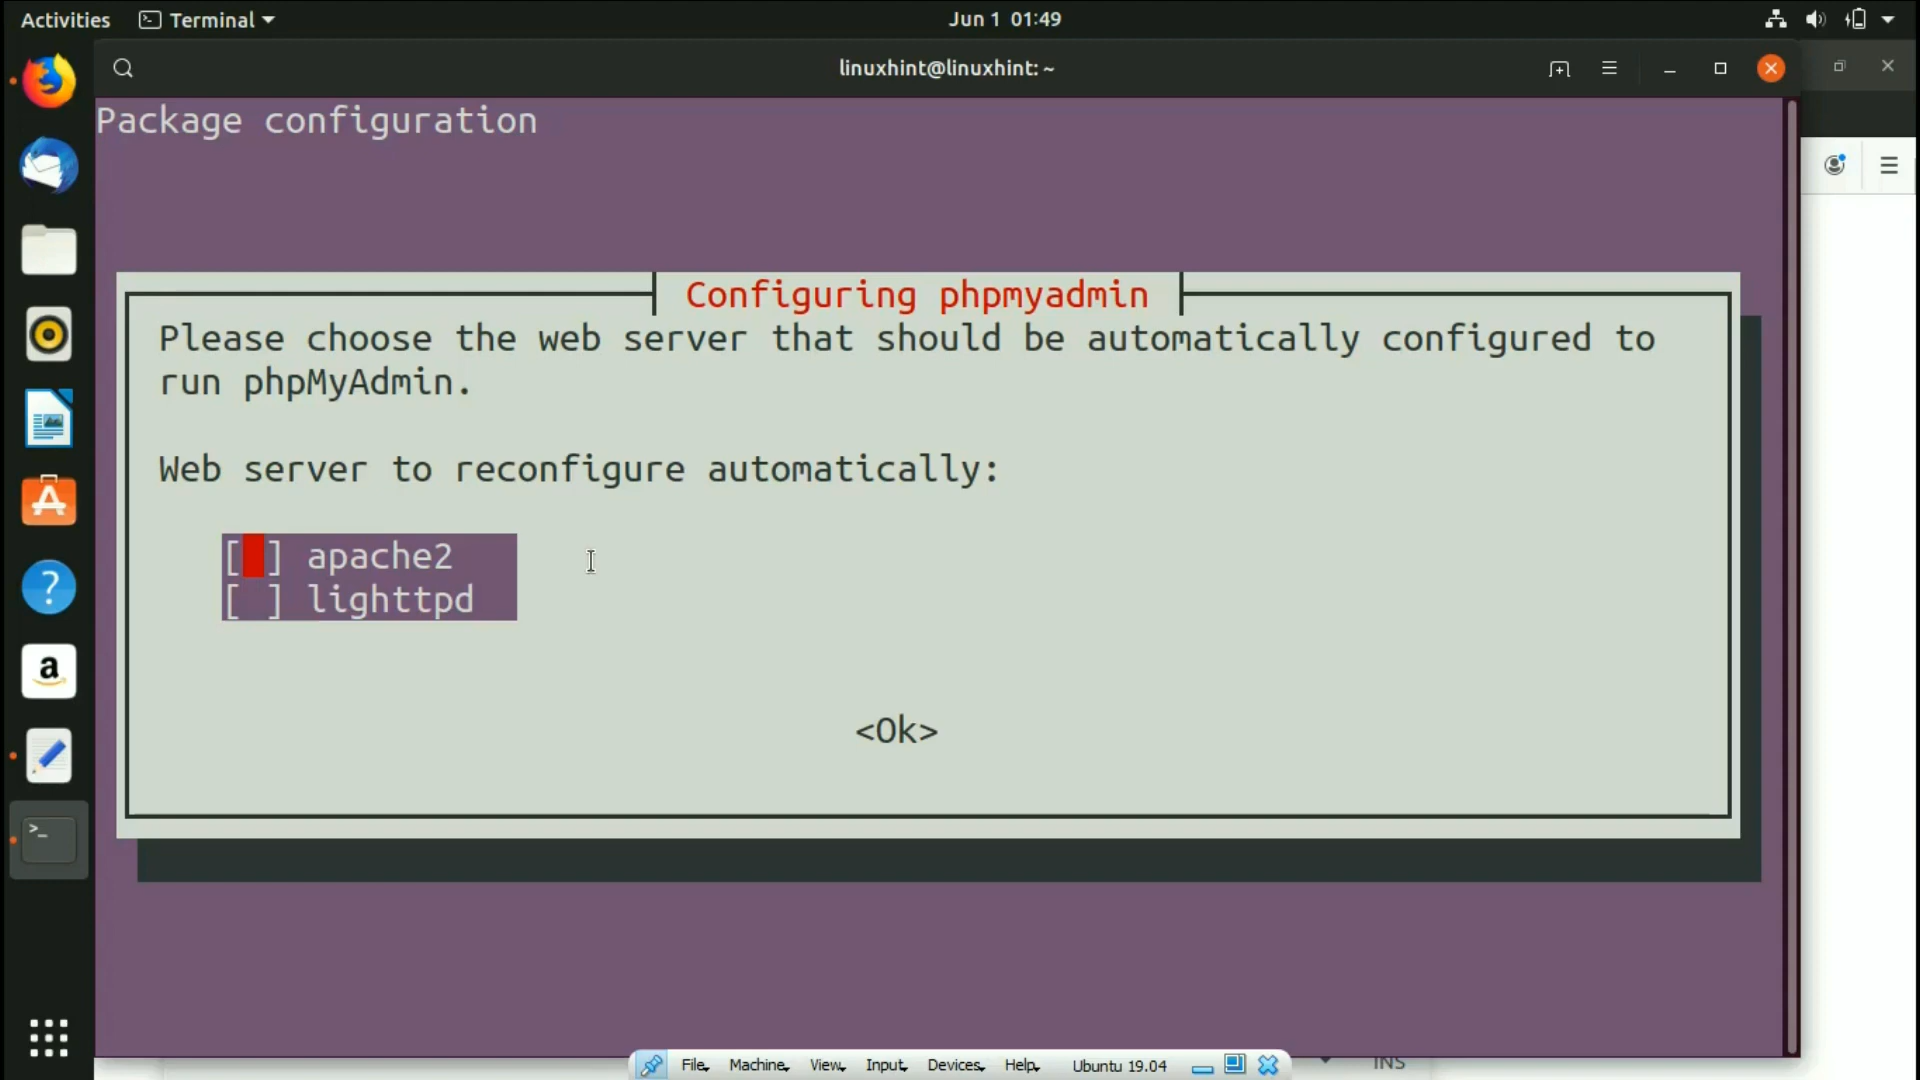 Activities Terminal Jun 1 01:49
linuxhint@linuxhint: ~
Package configuration
Configuring phpmyadmin
Please choose the web server that should be automatically configured to
run phpMyAdmin.
Web server to reconfigure automatically:
[ ] apache2
[ ] lighttpd
<Ok>
File Machine View Input Devices Help Ubuntu 19.04
INS